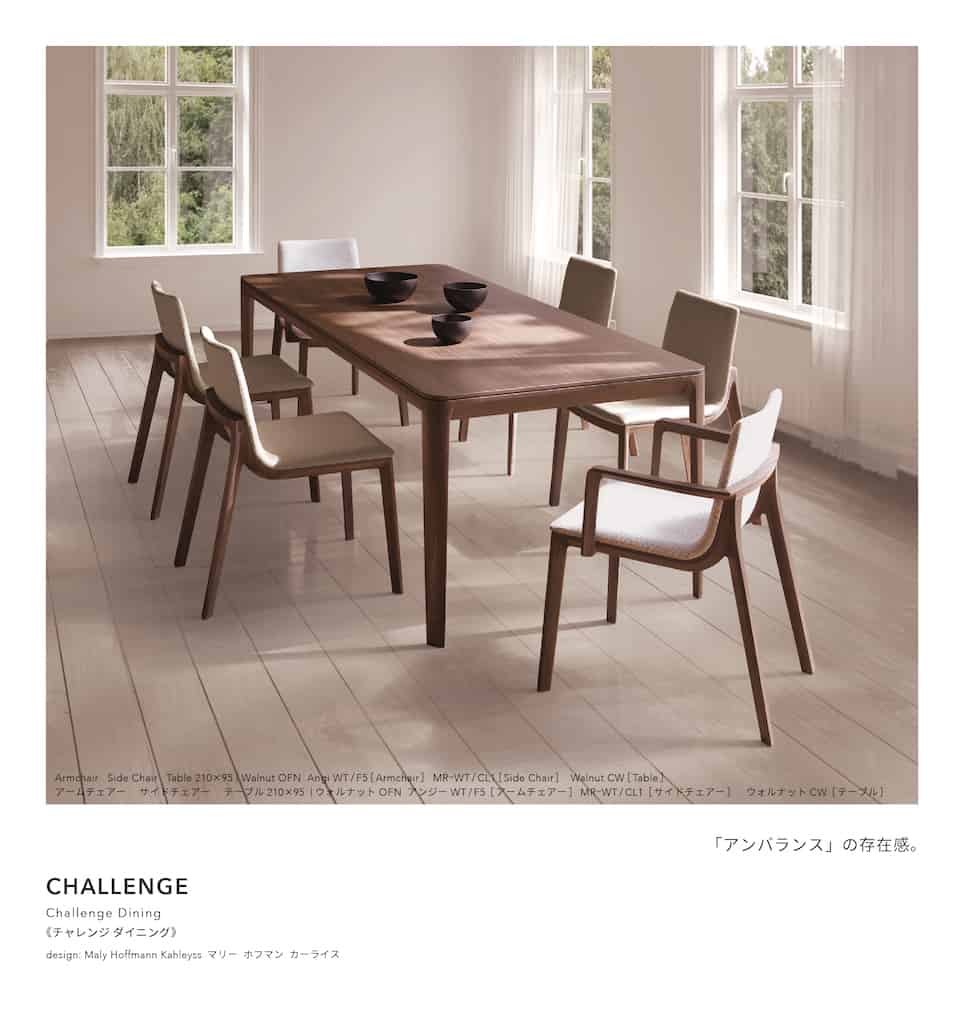 Armchair Side Chair Table 210×95 | Walnut OFN Angi WT/F5 [Armchair] MR-WT/CL1 [Side Chair] Walnut CW [Table]
アームチェアー サイドチェアー テーブル 210×95 | ウォルナット OFN アンジー WT/F5 [アームチェアー] MR-WT/CL1 [サイドチェアー] ウォルナット CW [テーブル]
「アンバランス」の存在感。
CHALLENGE
Challenge Dining
《チャレンジ ダイニング》
design: Maly Hoffmann Kahleyss マリー ホフマン カーライス